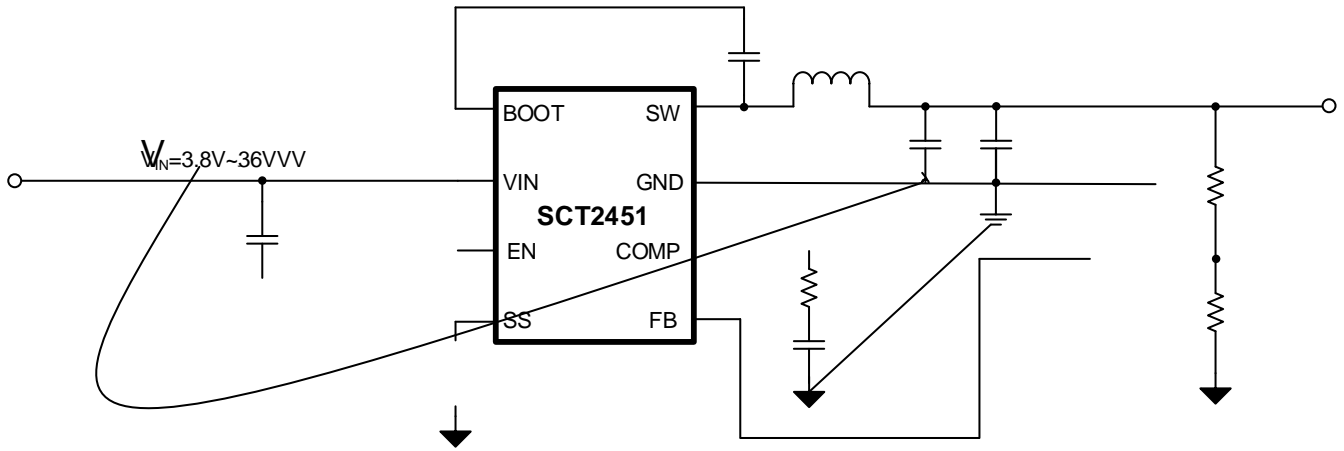 BOOT SW
VIN=3.8V~36VVV
VIN GND
SCT2451
EN COMP
SS FB